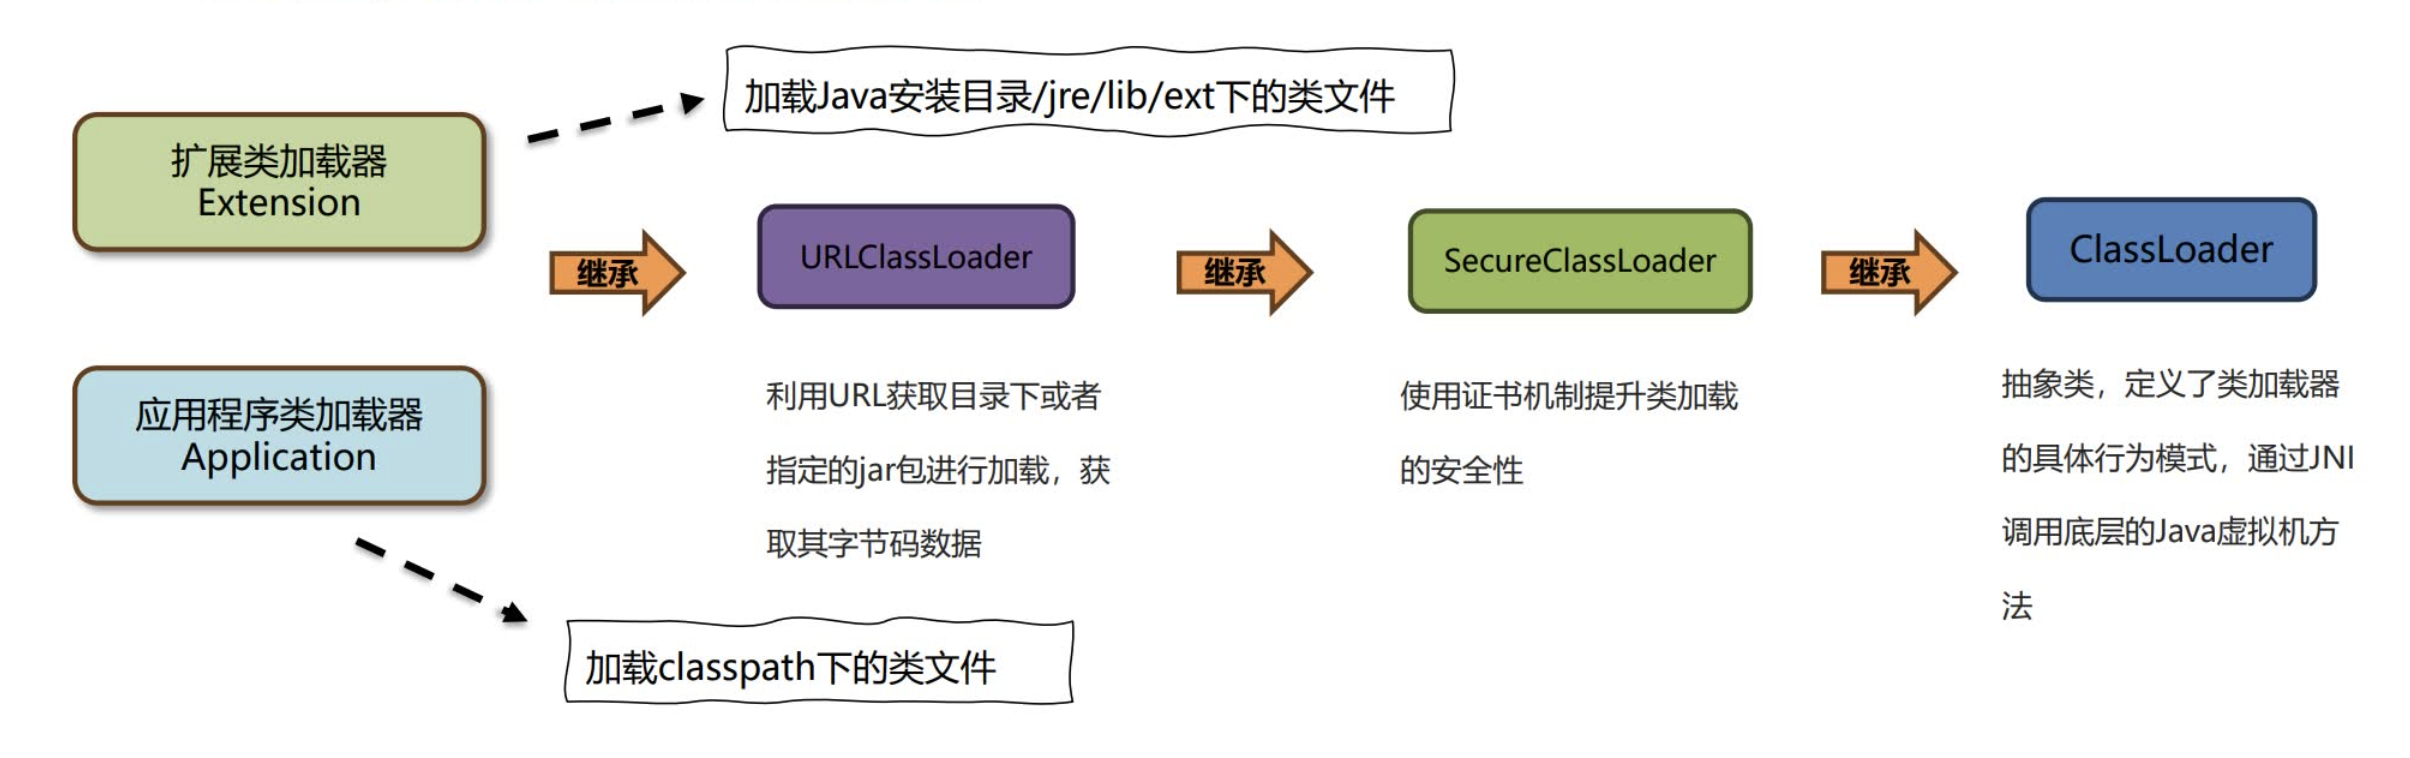 加载Java安装目录/jre/lib/ext下的类文件
扩展类加载器
Extension
继承
URLClassLoader
继承
SecureClassLoader
继承
ClassLoader
应用程序类加载器
Application
利用URL获取目录下或者
指定的jar包进行加载，获
取其字节码数据
使用证书机制提升类加载
的安全性
抽象类，定义了类加载器
的具体行为模式，通过JNI
调用底层的Java虚拟机方
法
加载classpath下的类文件